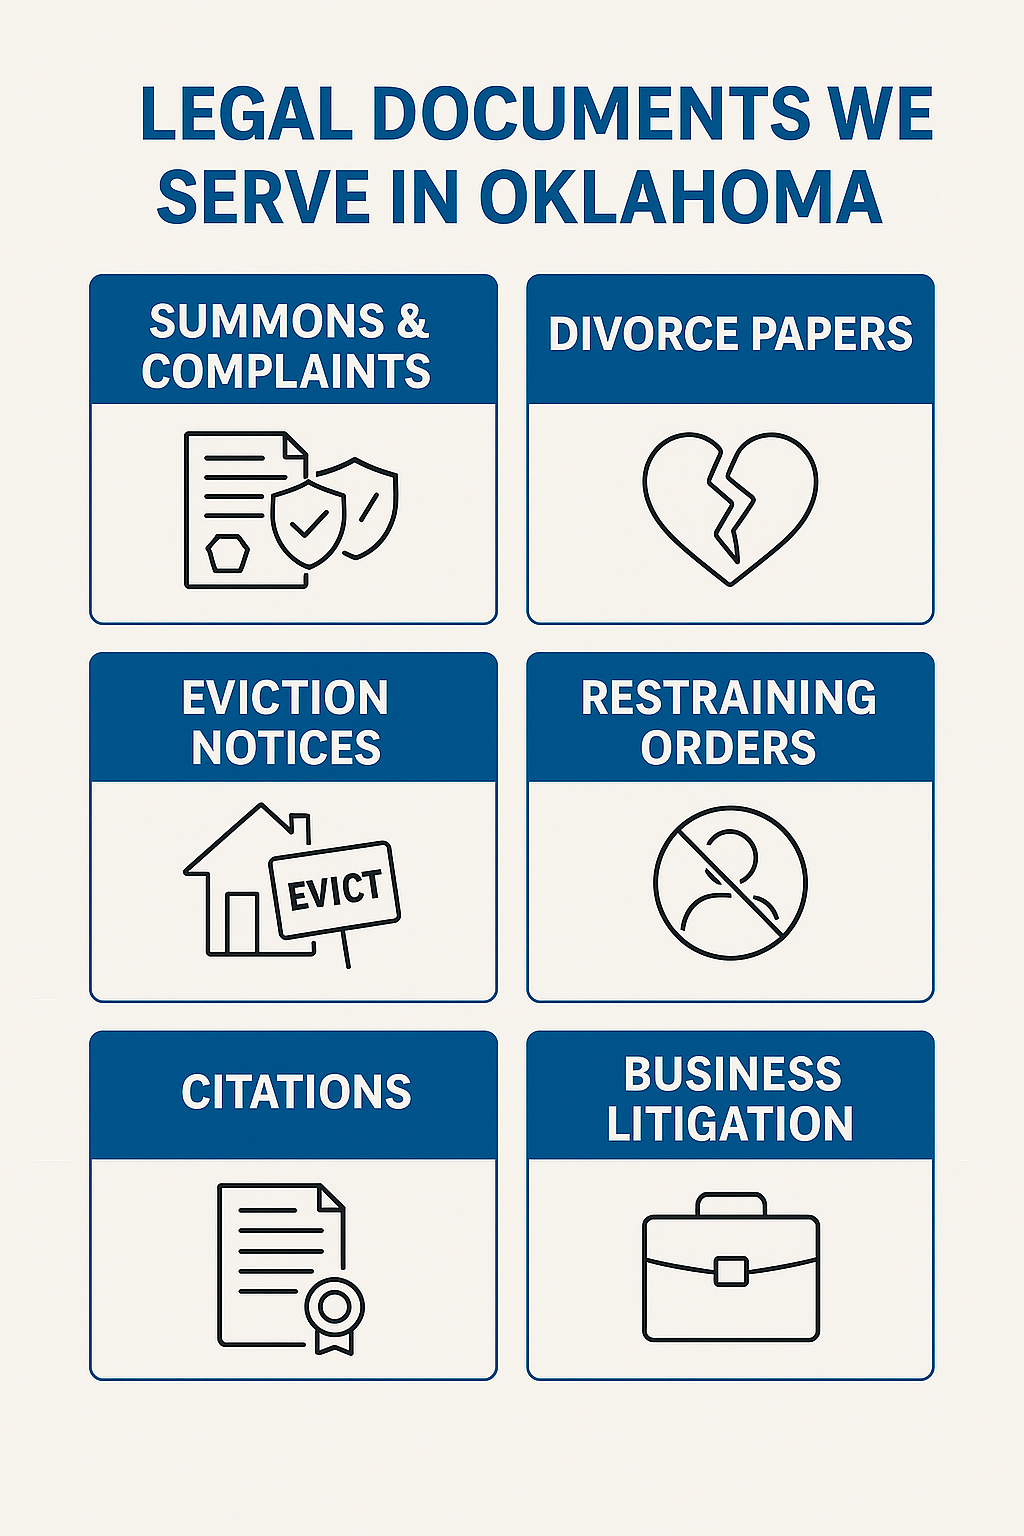 LEGAL DOCUMENTS WE
SERVE IN OKLAHOMA
SUMMONS &
COMPLAINTS
DIVORCE PAPERS
EVICTION
NOTICES
EVICT
RESTRAINING
ORDERS
CITATIONS
BUSINESS
LITIGATION